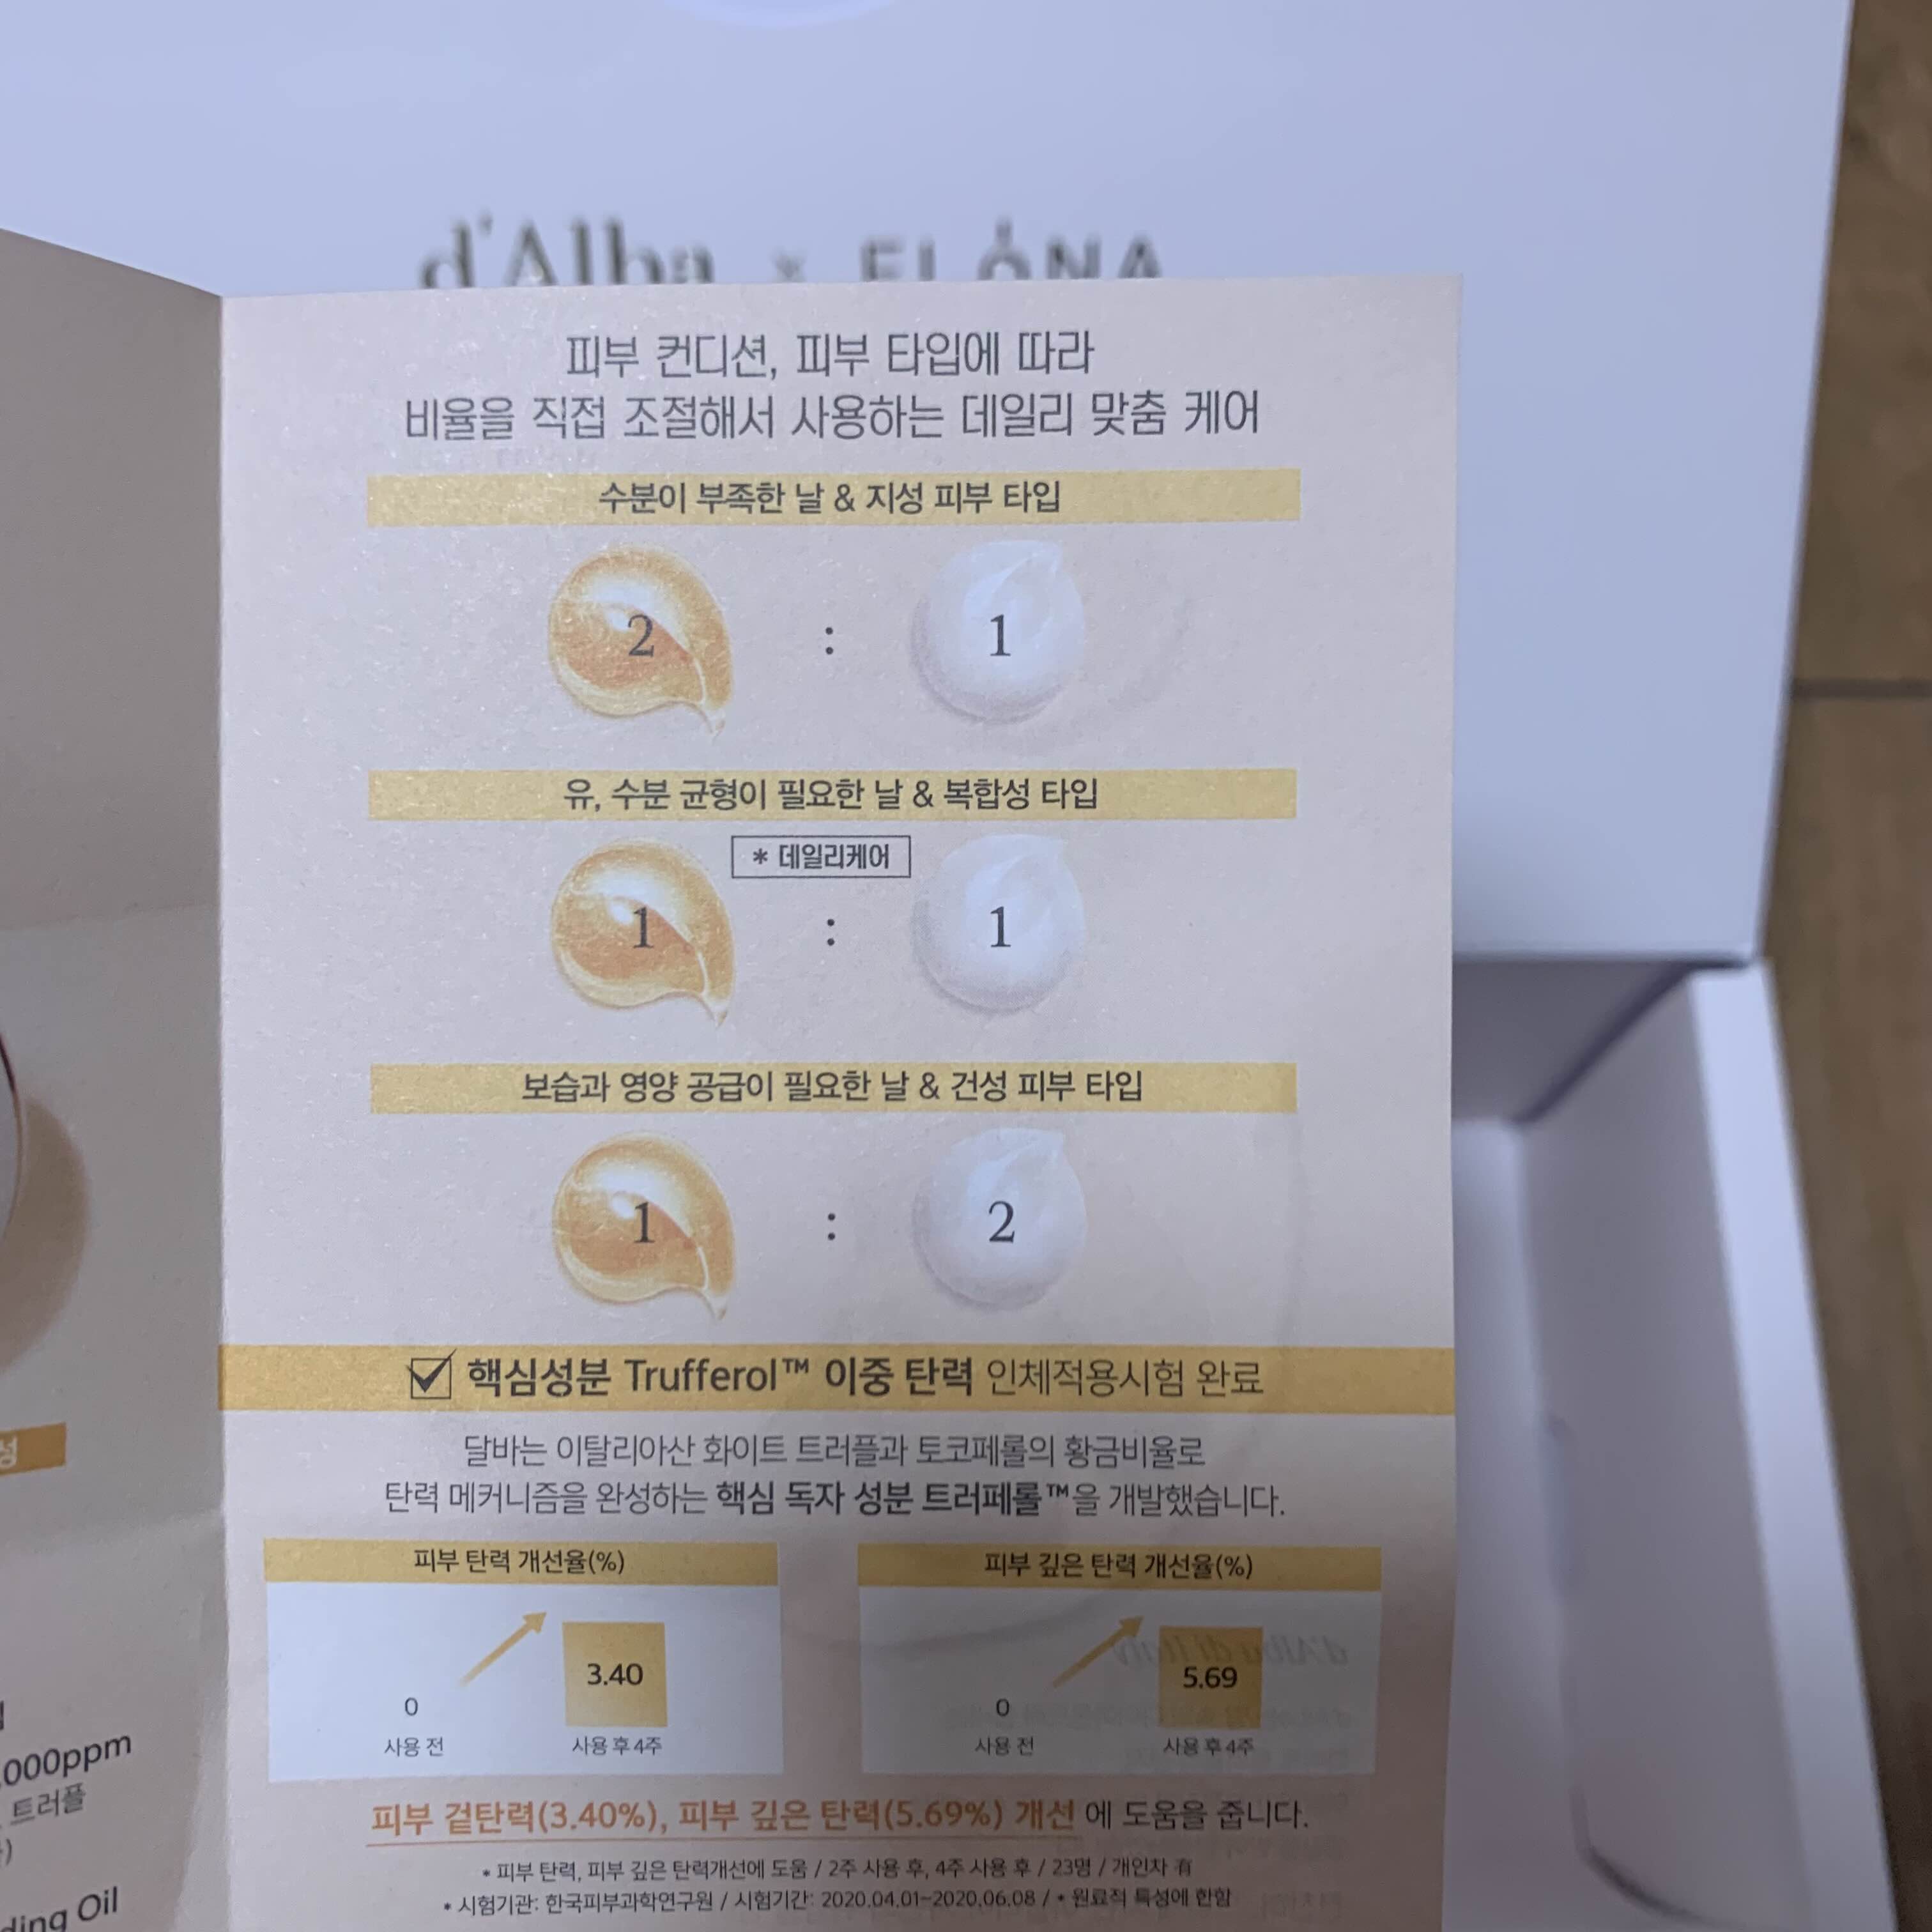 d'Alba × ELÓNA
피부 컨디션, 피부 타입에 따라
비율을 직접 조절해서 사용하는 데일리 맞춤 케어
수분이 부족한 날 & 지성 피부 타입
2 : 1
유, 수분 균형이 필요한 날 & 복합성 타입
* 데일리케어
1 : 1
보습과 영양 공급이 필요한 날 & 건성 피부 타입
1 : 2
핵심성분 Trufferol™ 이중 탄력 인체적용시험 완료
달바는 이탈리아산 화이트 트러플과 토코페롤의 황금비율로
탄력 메커니즘을 완성하는 핵심 독자 성분 트러페롤™을 개발했습니다.
피부 탄력 개선율(%)
3.40
0
사용 전 사용 후 4주
피부 깊은 탄력 개선율(%)
5.69
0
사용 전 사용 후 4주
피부 겉탄력(3.40%), 피부 깊은 탄력(5.69%) 개선 에 도움을 줍니다.
* 피부 탄력, 피부 깊은 탄력개선에 도움 / 2주 사용 후, 4주 사용 후 / 23명 / 개인차 有
* 시험기관: 한국피부과학연구원 / 시험기간: 2020.04.01~2020.06.08 / * 원료적 특성에 한함
성
000ppm
트러플
)
ding Oil